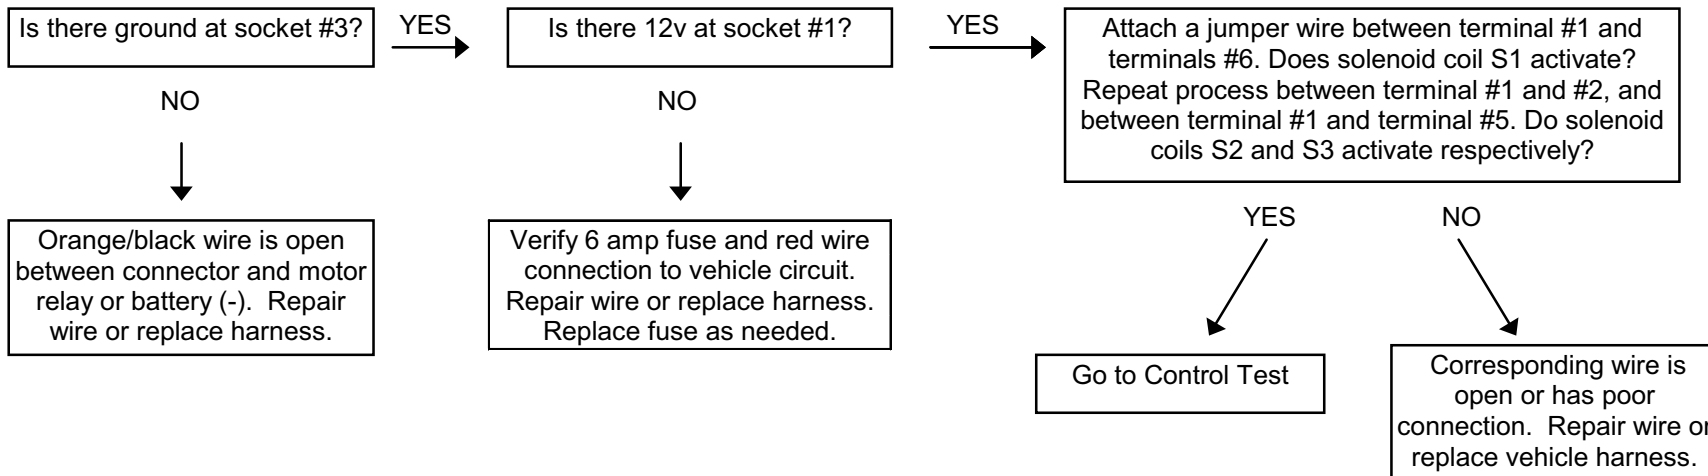 Is there ground at socket #3?
YES
Is there 12v at socket #1?
YES
Attach a jumper wire between terminal #1 and
terminals #6. Does solenoid coil S1 activate?
Repeat process between terminal #1 and #2, and
between terminal #1 and terminal #5. Do solenoid
coils S2 and S3 activate respectively?
NO
NO
YES
NO
Orange/black wire is open
between connector and motor
relay or battery (-).  Repair
wire or replace harness.
Verify 6 amp fuse and red wire
connection to vehicle circuit.
Repair wire or replace harness.
Replace fuse as needed.
Go to Control Test
Corresponding wire is
open or has poor
connection.  Repair wire or
replace vehicle harness.